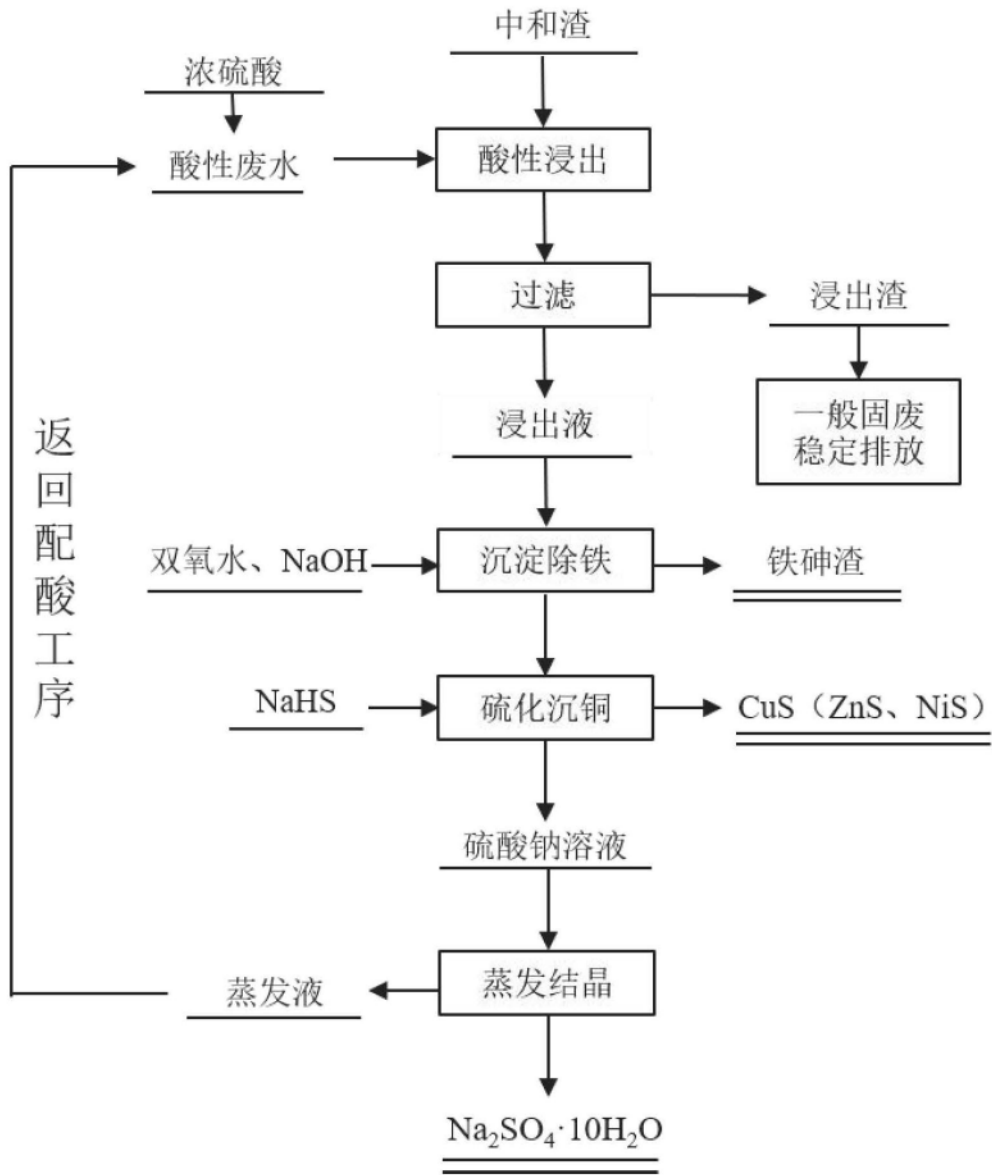 中和渣
浓硫酸
酸性废水
酸性浸出
过滤
浸出渣
一般固废
稳定排放
浸出液
返回配酸工序
双氧水、NaOH
沉淀除铁
铁砷渣
NaHS
硫化沉铜
CuS（ZnS、NiS）
硫酸钠溶液
蒸发液
蒸发结晶
Na₂SO₄·10H₂O